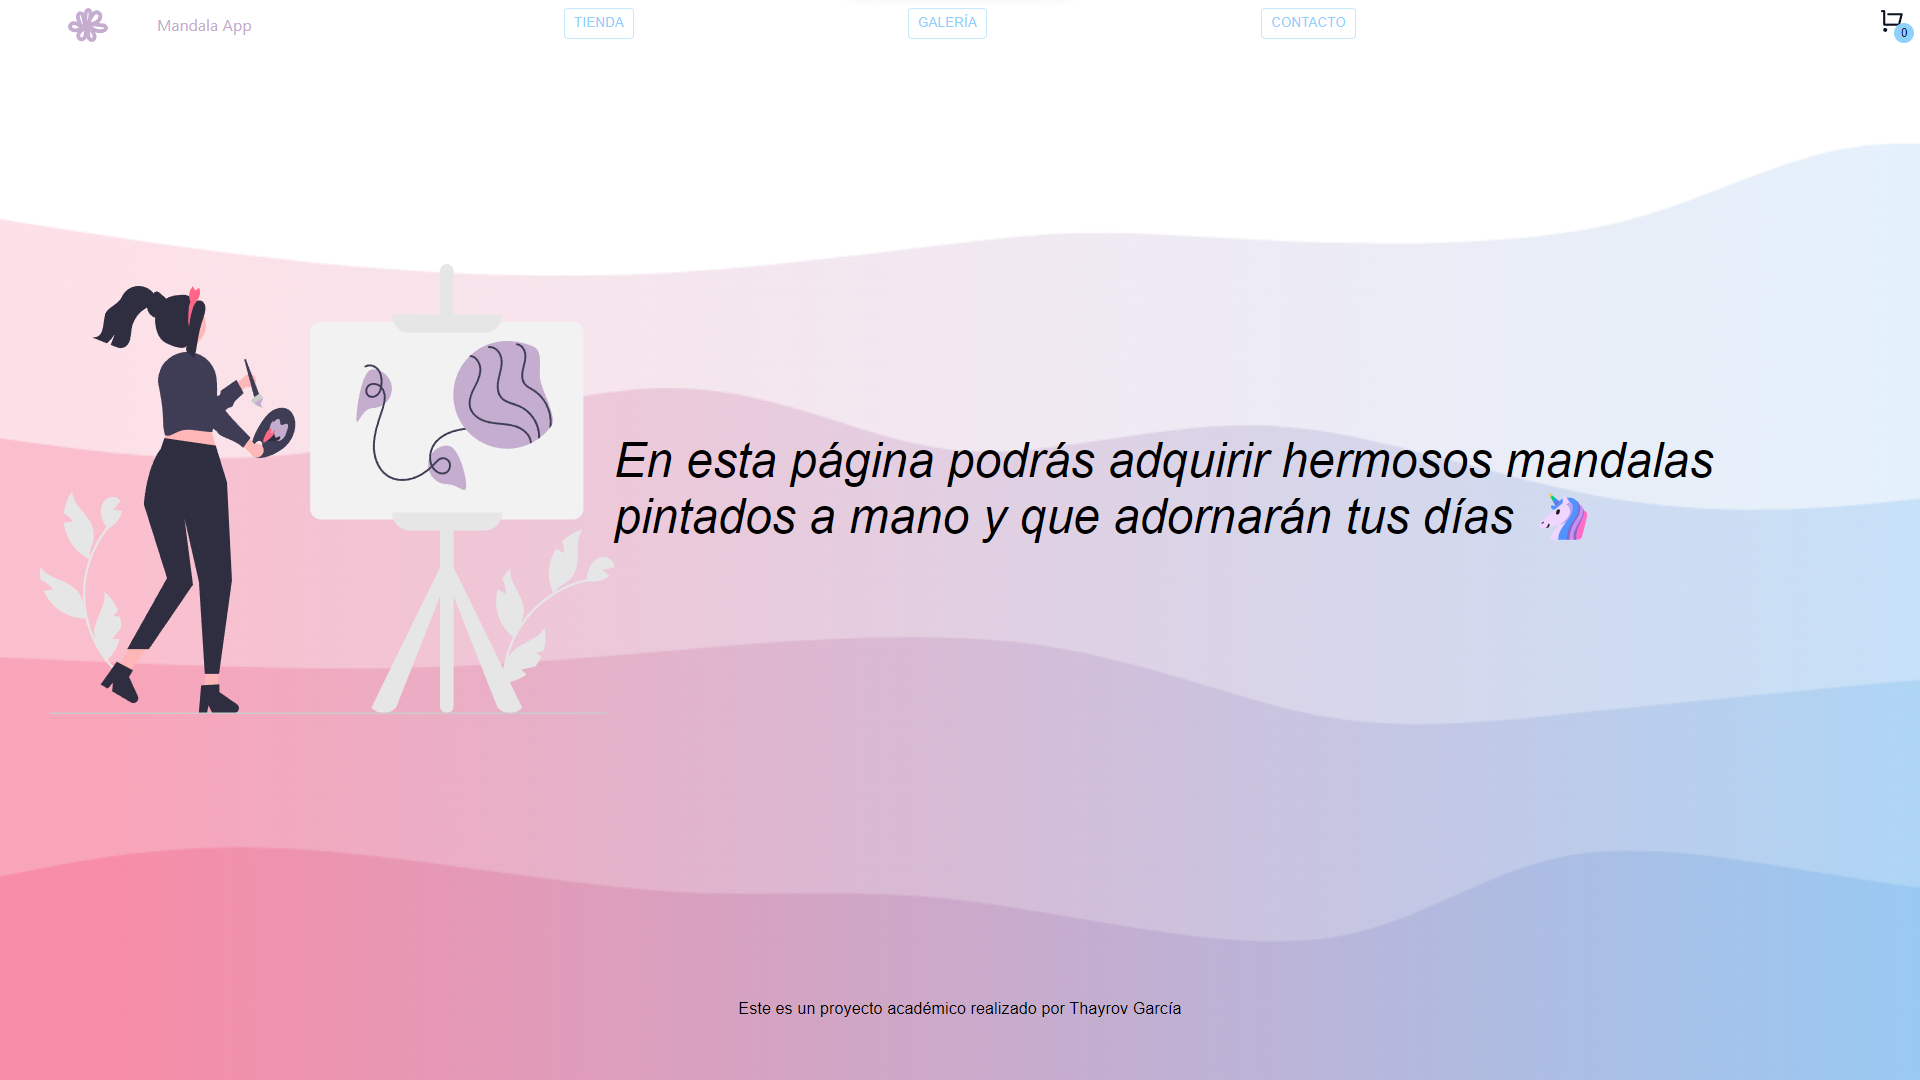 Mandala App
TIENDA
GALERÍA
CONTACTO
0
En esta página podrás adquirir hermosos mandalas
pintados a mano y que adornarán tus días 🦄
Este es un proyecto académico realizado por Thayrov García